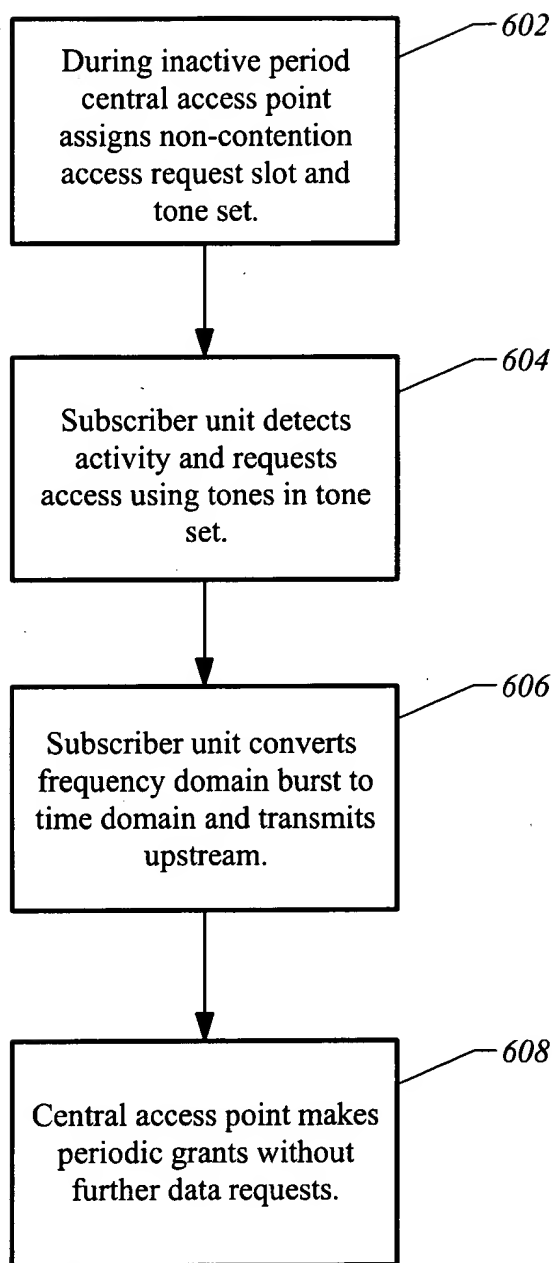 602
During inactive period
central access point
assigns non-contention
access request slot and
tone set.
604
Subscriber unit detects
activity and requests
access using tones in tone
set.
606
Subscriber unit converts
frequency domain burst to
time domain and transmits
upstream.
608
Central access point makes
periodic grants without
further data requests.